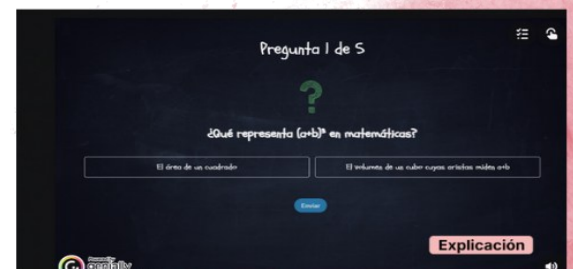 Pregunta 1 de 5
?
¿Qué representa (a+b)³ en matemáticas?
El área de un cuadrado
El volumen de un cubo cuyas aristas miden a+b
Enviar
Explicación
genially